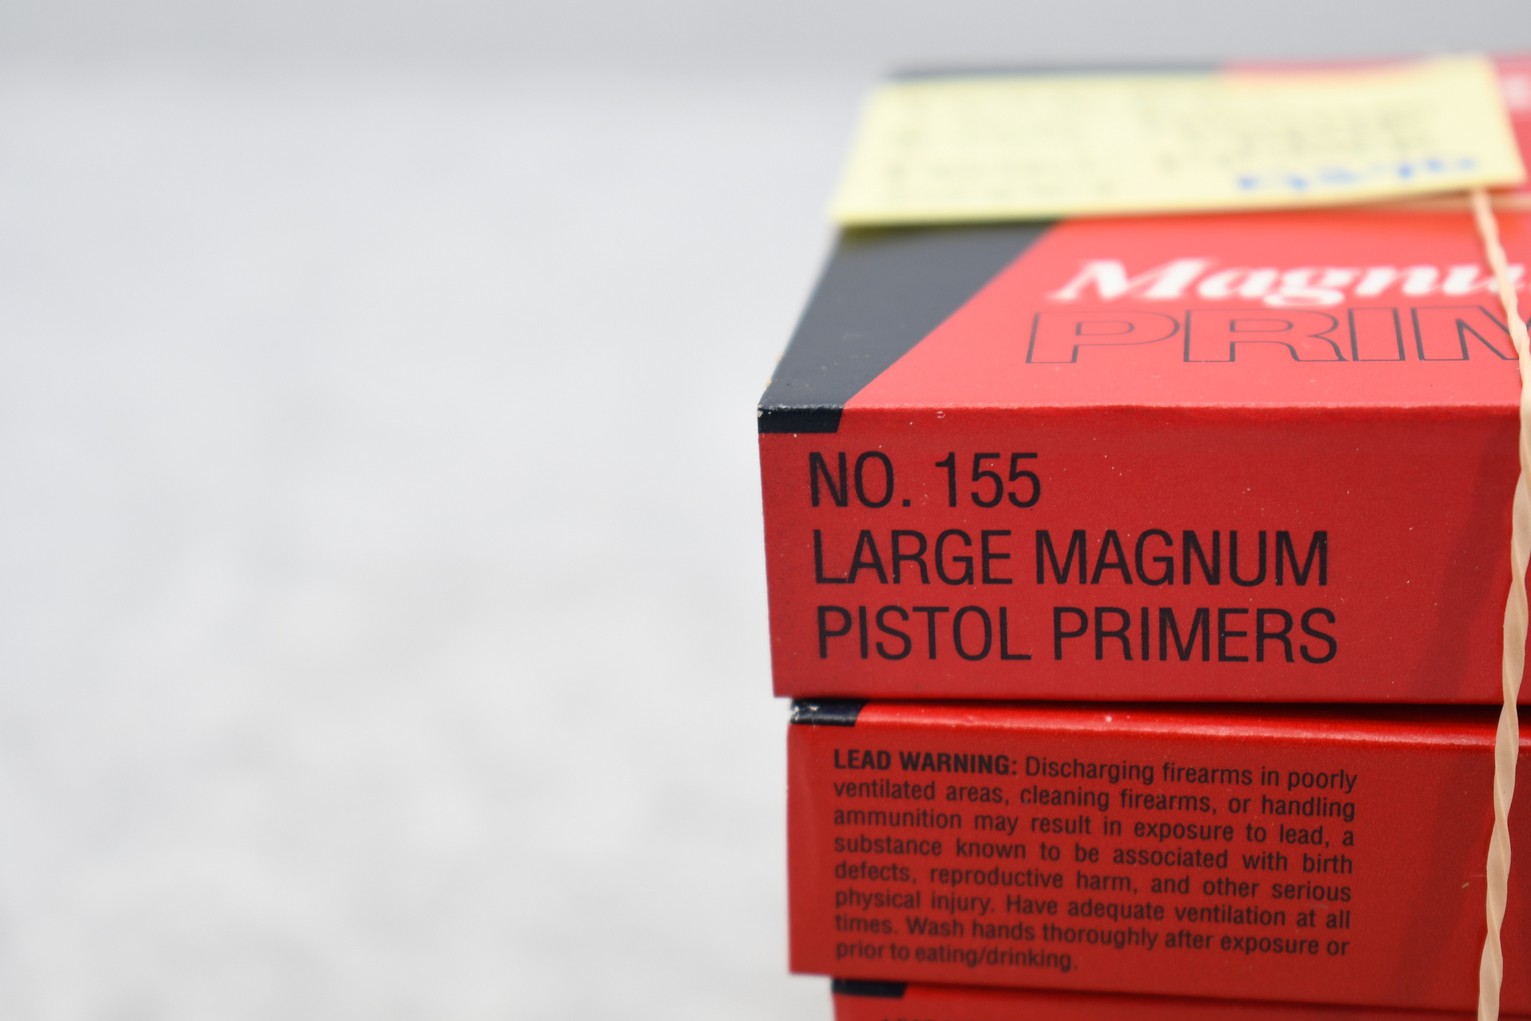 Magnu
PRIM
NO. 155
LARGE MAGNUM
PISTOL PRIMERS
LEAD WARNING: Discharging firearms in poorly
ventilated areas, cleaning firearms, or handling
ammunition may result in exposure to lead, a
substance known to be associated with birth
defects, reproductive harm, and other serious
physical injury. Have adequate ventilation at all
times. Wash hands thoroughly after exposure or
prior to eating/drinking.